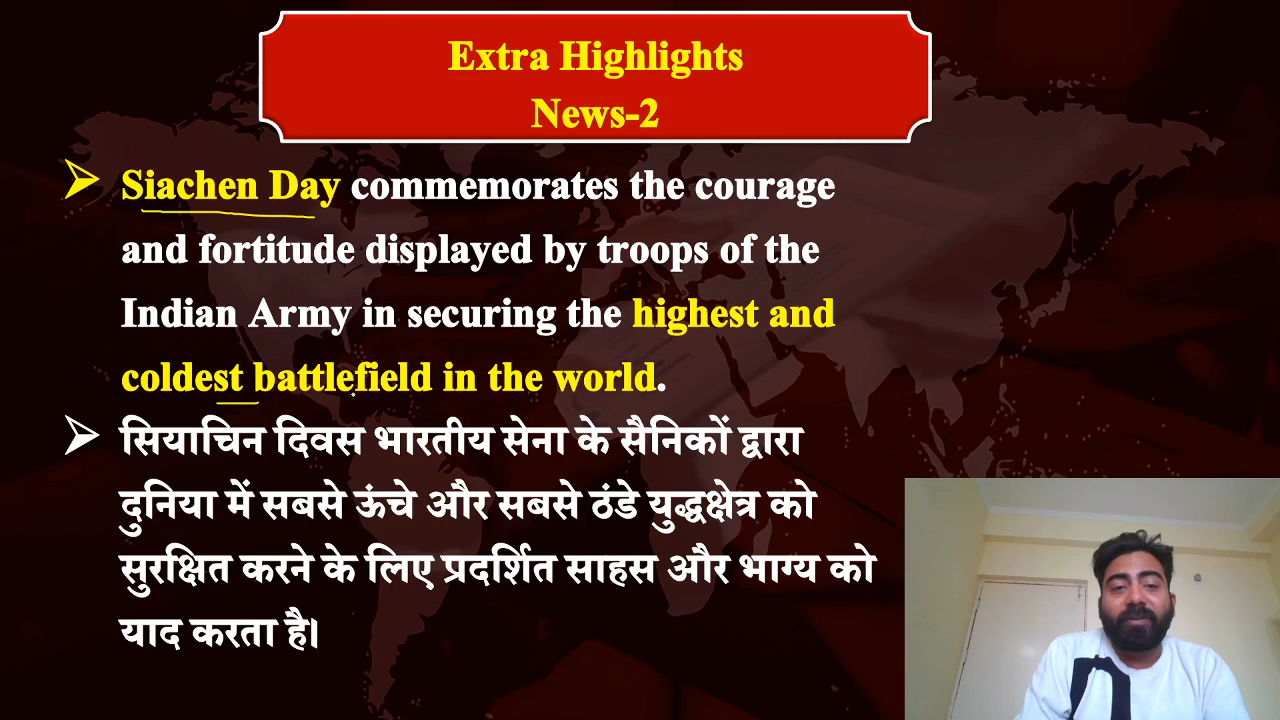 Extra Highlights
News-2
Siachen Day commemorates the courage
and fortitude displayed by troops of the
Indian Army in securing the highest and
coldest battlefield in the world.
सियाचिन दिवस भारतीय सेना के सैनिकों द्वारा
दुनिया में सबसे ऊंचे और सबसे ठंडे युद्धक्षेत्र को
सुरक्षित करने के लिए प्रदर्शित साहस और भाग्य को
याद करता है।